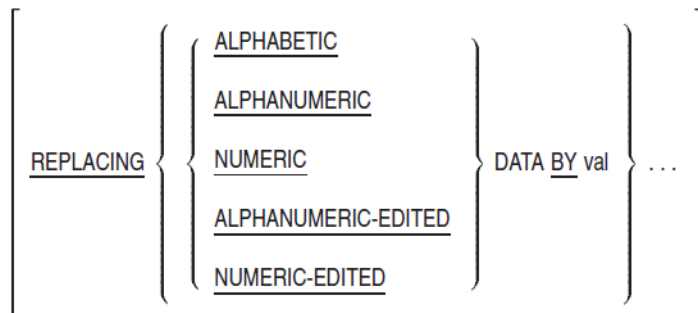 ALPHABETIC
ALPHANUMERIC
REPLACING NUMERIC DATA BY val ...
ALPHANUMERIC-EDITED
NUMERIC-EDITED